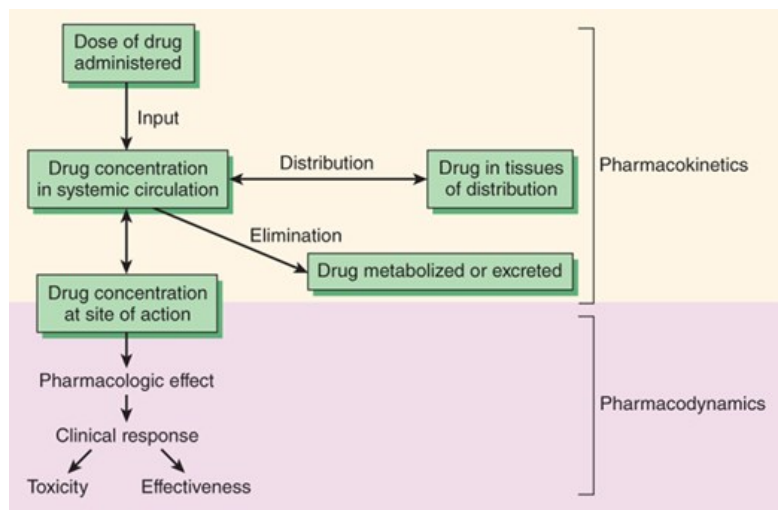 Dose of drug
administered
Input
Drug concentration
in systemic circulation
Distribution
Drug in tissues
of distribution
Pharmacokinetics
Elimination
Drug metabolized or excreted
Drug concentration
at site of action
Pharmacologic effect
Pharmacodynamics
Clinical response
Toxicity
Effectiveness